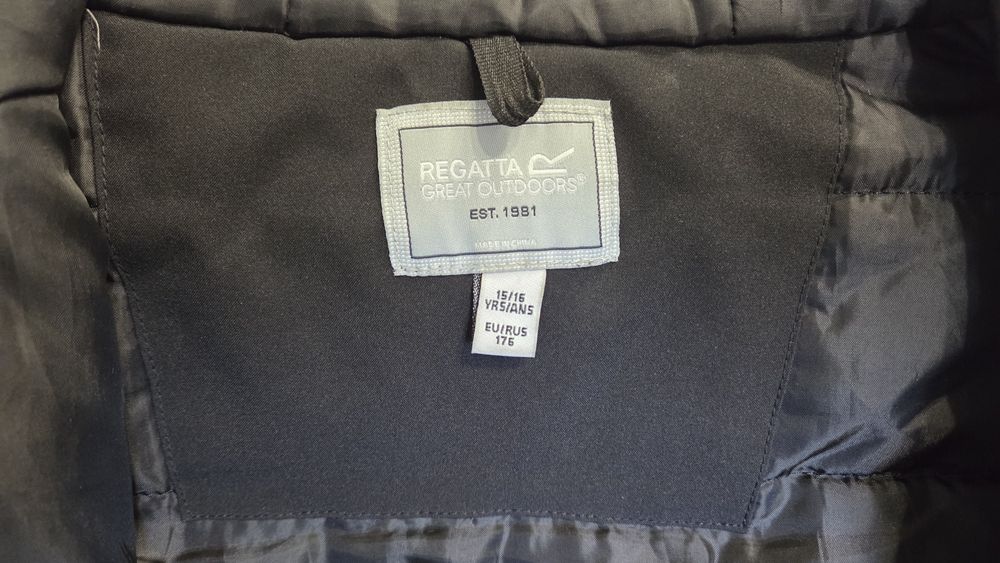 REGATTA
GREAT OUTDOORS®
EST. 1981
MADE IN CHINA
15/16
YRS/ANS
EU/RUS
176